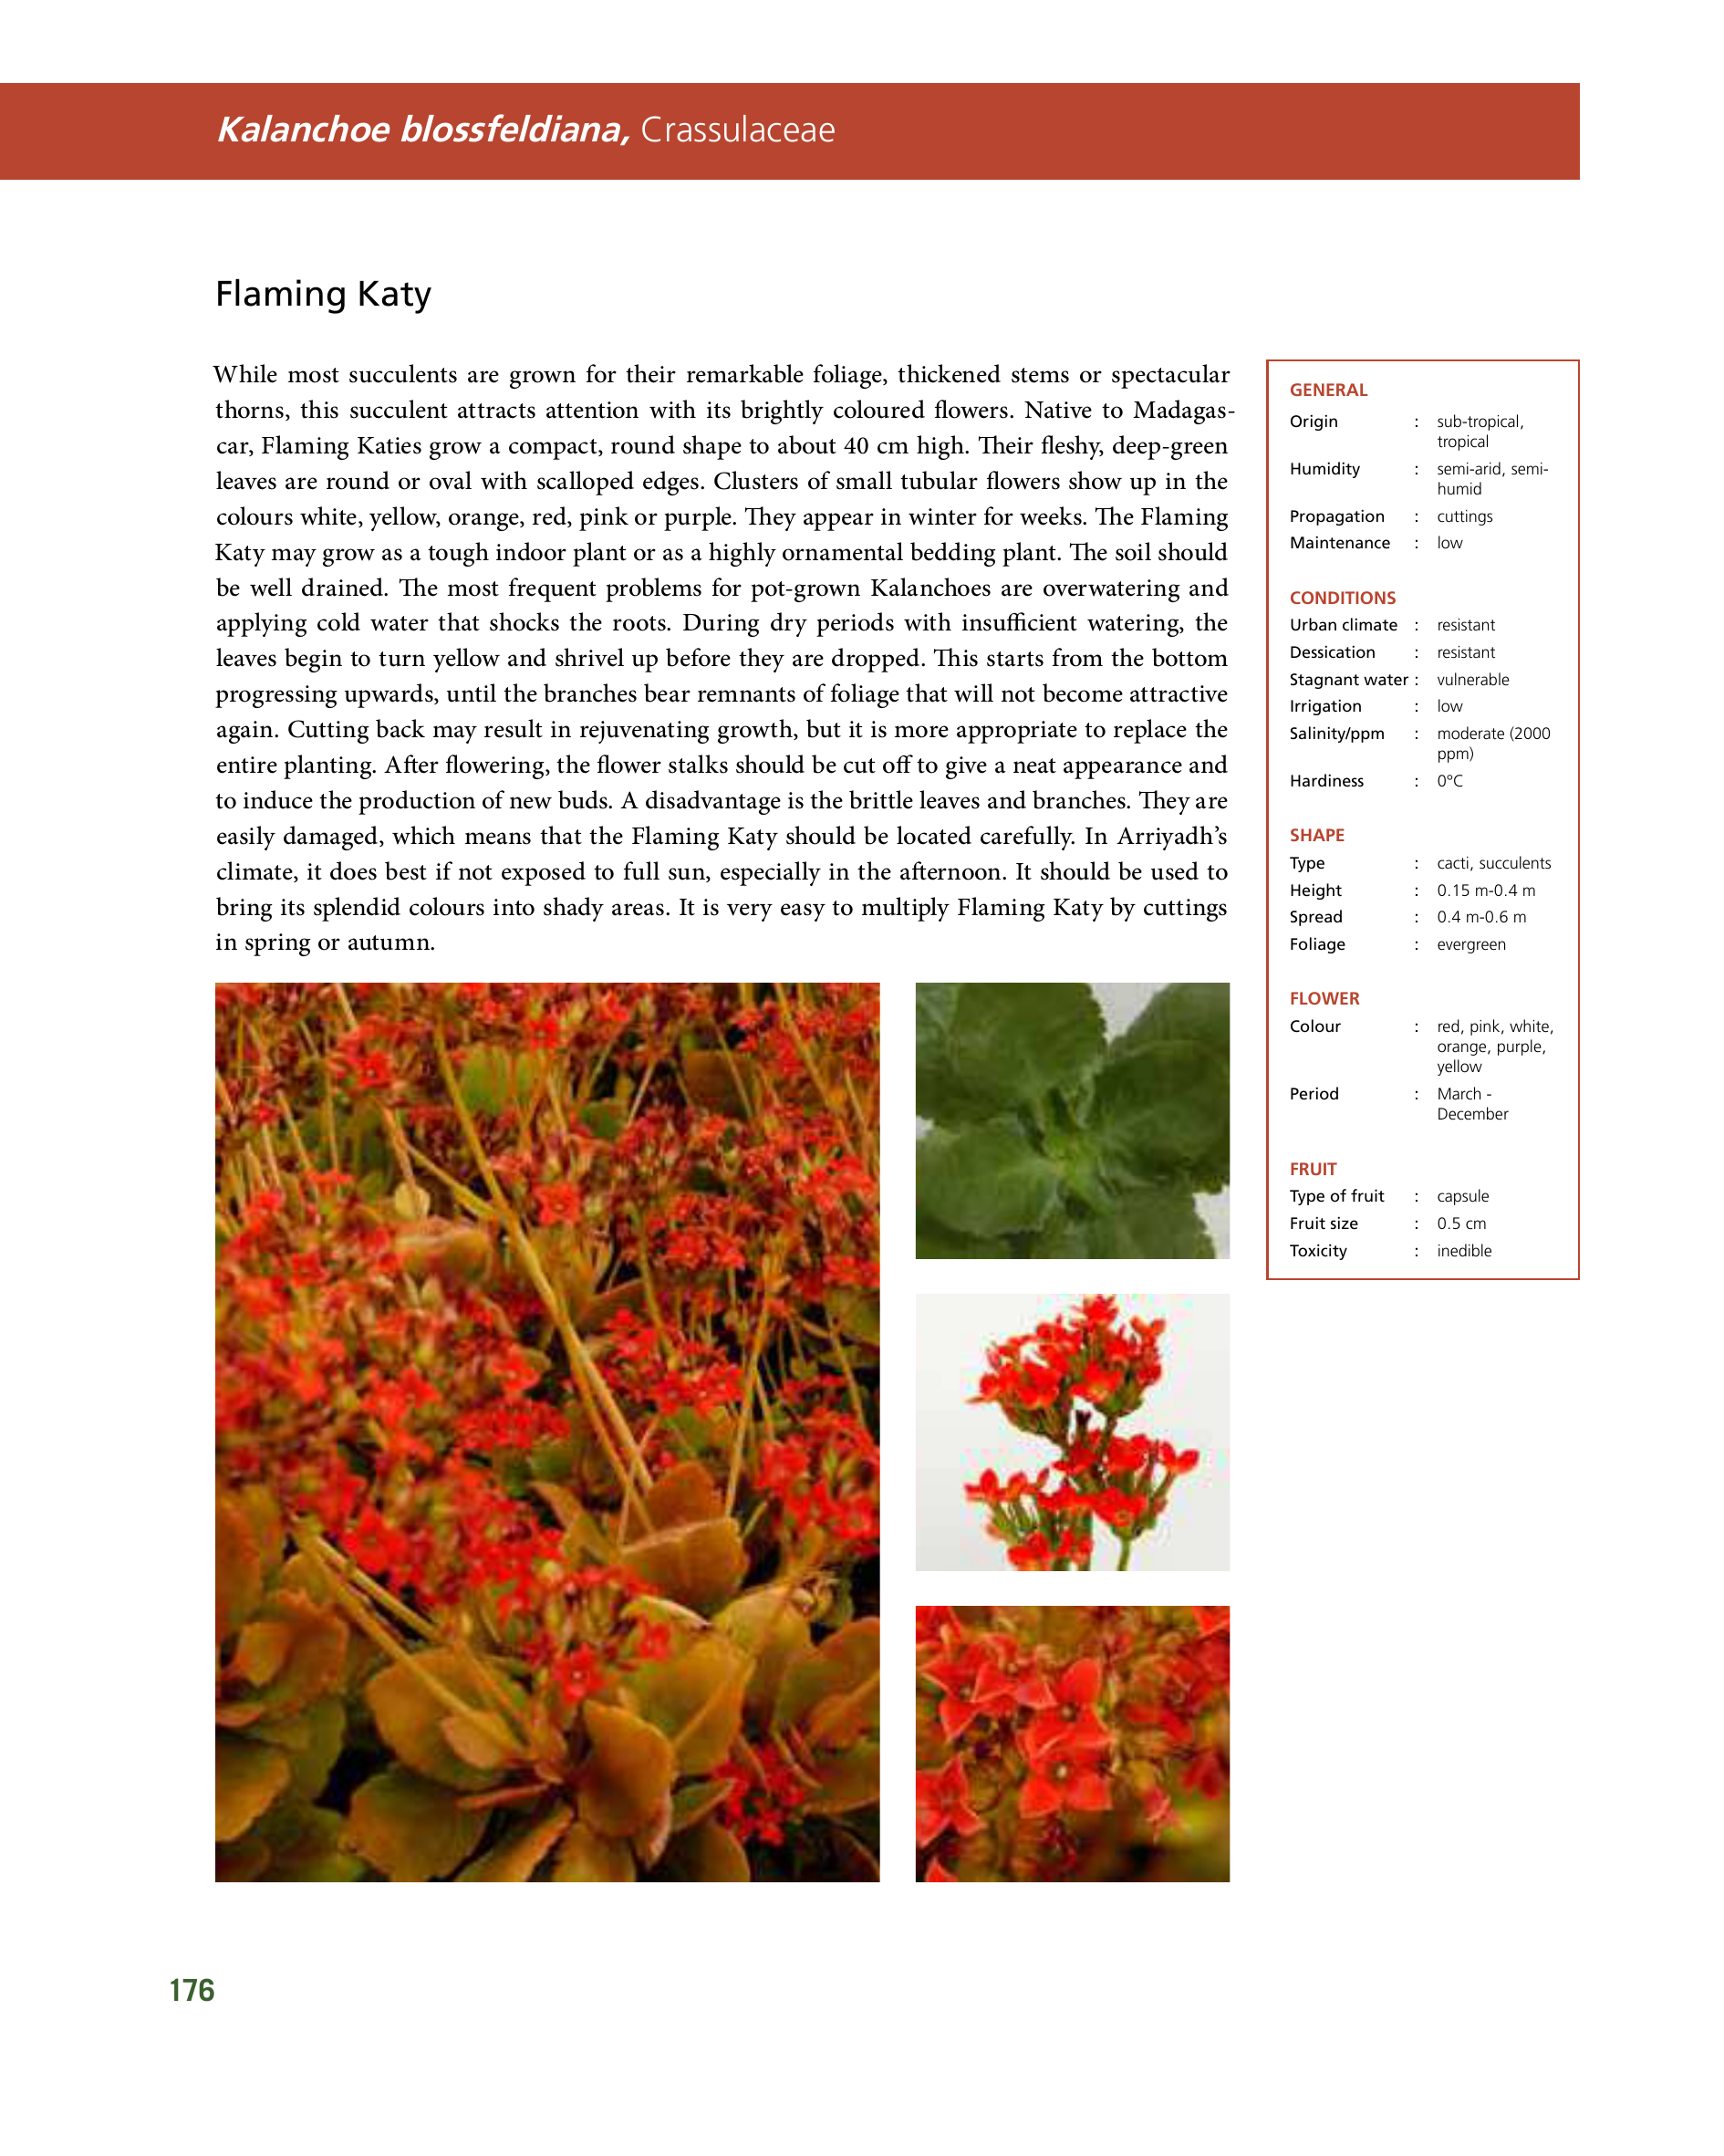 Kalanchoe blossfeldiana, Crassulaceae
Flaming Katy
While most succulents are grown for their remarkable foliage, thickened stems or spectacular
thorns, this succulent attracts attention with its brightly coloured flowers. Native to Madagas-
car, Flaming Katies grow a compact, round shape to about 40 cm high. Their fleshy, deep-green
leaves are round or oval with scalloped edges. Clusters of small tubular flowers show up in the
colours white, yellow, orange, red, pink or purple. They appear in winter for weeks. The Flaming
Katy may grow as a tough indoor plant or as a highly ornamental bedding plant. The soil should
be well drained. The most frequent problems for pot-grown Kalanchoes are overwatering and
applying cold water that shocks the roots. During dry periods with insufficient watering, the
leaves begin to turn yellow and shrivel up before they are dropped. This starts from the bottom
progressing upwards, until the branches bear remnants of foliage that will not become attractive
again. Cutting back may result in rejuvenating growth, but it is more appropriate to replace the
entire planting. After flowering, the flower stalks should be cut off to give a neat appearance and
to induce the production of new buds. A disadvantage is the brittle leaves and branches. They are
easily damaged, which means that the Flaming Katy should be located carefully. In Arriyadh's
climate, it does best if not exposed to full sun, especially in the afternoon. It should be used to
bring its splendid colours into shady areas. It is very easy to multiply Flaming Katy by cuttings
in spring or autumn.
GENERAL
Origin : sub-tropical,
tropical
Humidity : semi-arid, semi-
humid
Propagation : cuttings
Maintenance : low
CONDITIONS
Urban climate : resistant
Dessication : resistant
Stagnant water : vulnerable
Irrigation : low
Salinity/ppm : moderate (2000
ppm)
Hardiness : 0°C
SHAPE
Type : cacti, succulents
Height : 0.15 m-0.4 m
Spread : 0.4 m-0.6 m
Foliage : evergreen
FLOWER
Colour : red, pink, white,
orange, purple,
yellow
Period : March -
December
FRUIT
Type of fruit : capsule
Fruit size : 0.5 cm
Toxicity : inedible
176